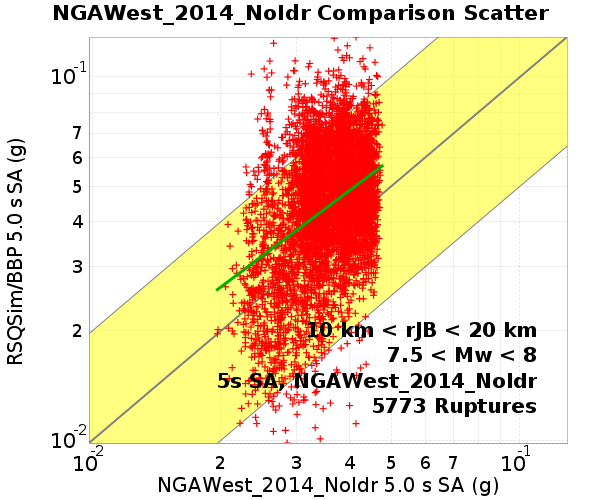 NGAWest_2014_NoIdr Comparison Scatter
RSQSim/BBP 5.0 s SA (g)
10^-1
7
6
5
4
3
2
10^-2
10 km < rJB < 20 km
7.5 < Mw < 8
5s SA, NGAWest_2014_NoIdr
5773 Ruptures
10^-2 2 3 4 5 6 7 10^-1
NGAWest_2014_NoIdr 5.0 s SA (g)